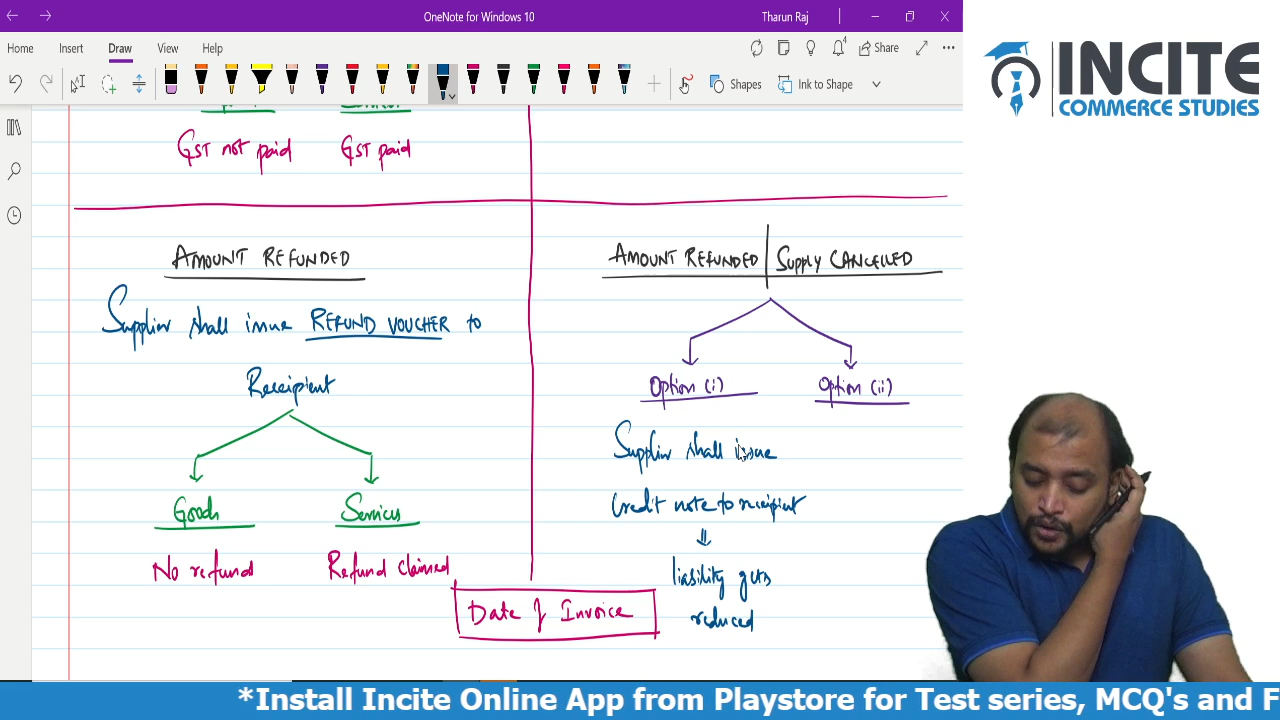 OneNote for Windows 10
Tharun Raj
Home Insert Draw View Help
4
Share
Shapes
Ink to Shape
INCITE
COMMERCE STUDIES
GST not paid GST paid
AMOUNT REFUNDED
Supplier shall issue REFUND VOUCHER to
Receipient
Goods Services
No refund Refund claimed
AMOUNT REFUNDED | SUPPLY CANCELLED
Option (i) Option (ii)
Supplier shall issue
Credit note to recipient
liability gets
reduced
Date of Invoice
*Install Incite Online App from Playstore for Test series, MCQ's and F